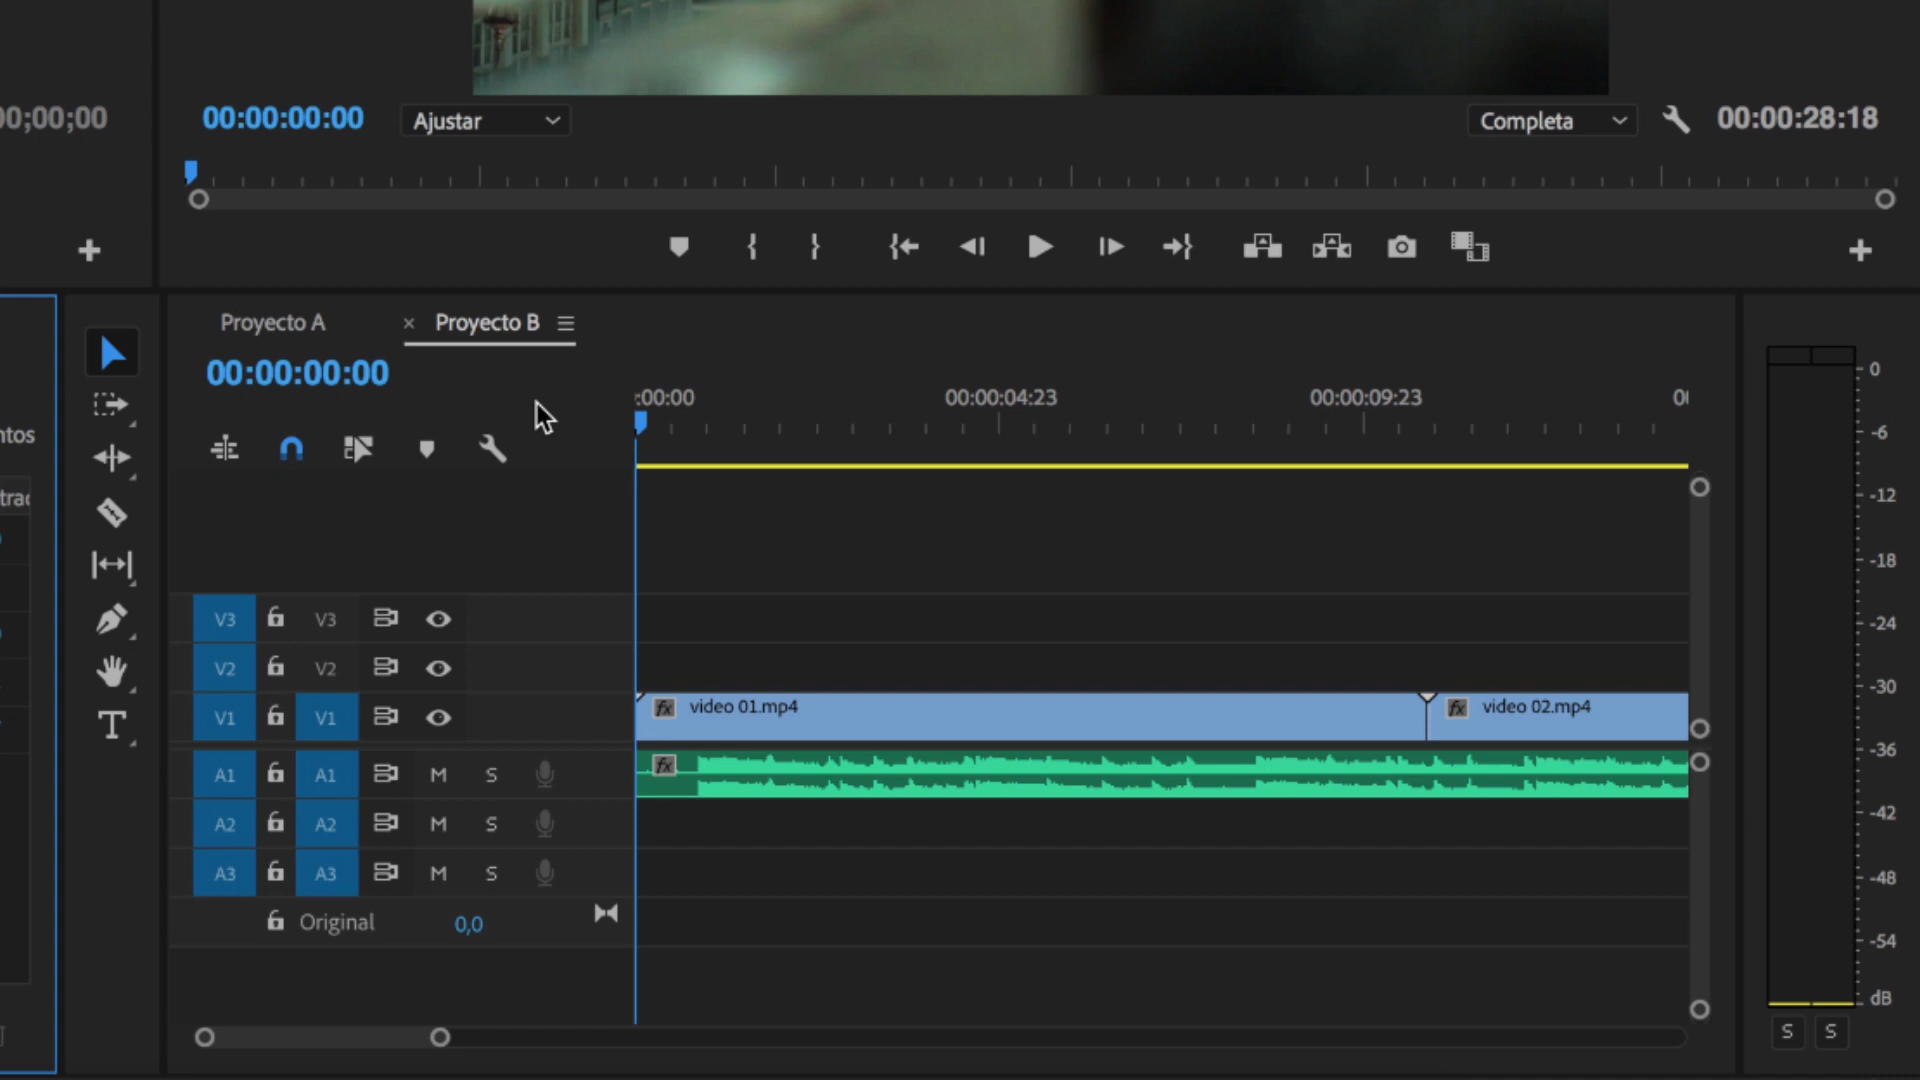 00;00;00
00:00:00:00
Ajustar
Completa
00:00:28:18
Proyecto A
× Proyecto B
00:00:00:00
:00:00
00:00:04:23
00:00:09:23
V3 V3
V2 V2
V1 V1
fx video 01.mp4
fx video 02.mp4
A1 A1 M S
fx
A2 A2 M S
A3 A3 M S
Original 0,0
ntos
0
-6
-12
-18
-24
-30
-36
-42
-48
-54
dB
S S